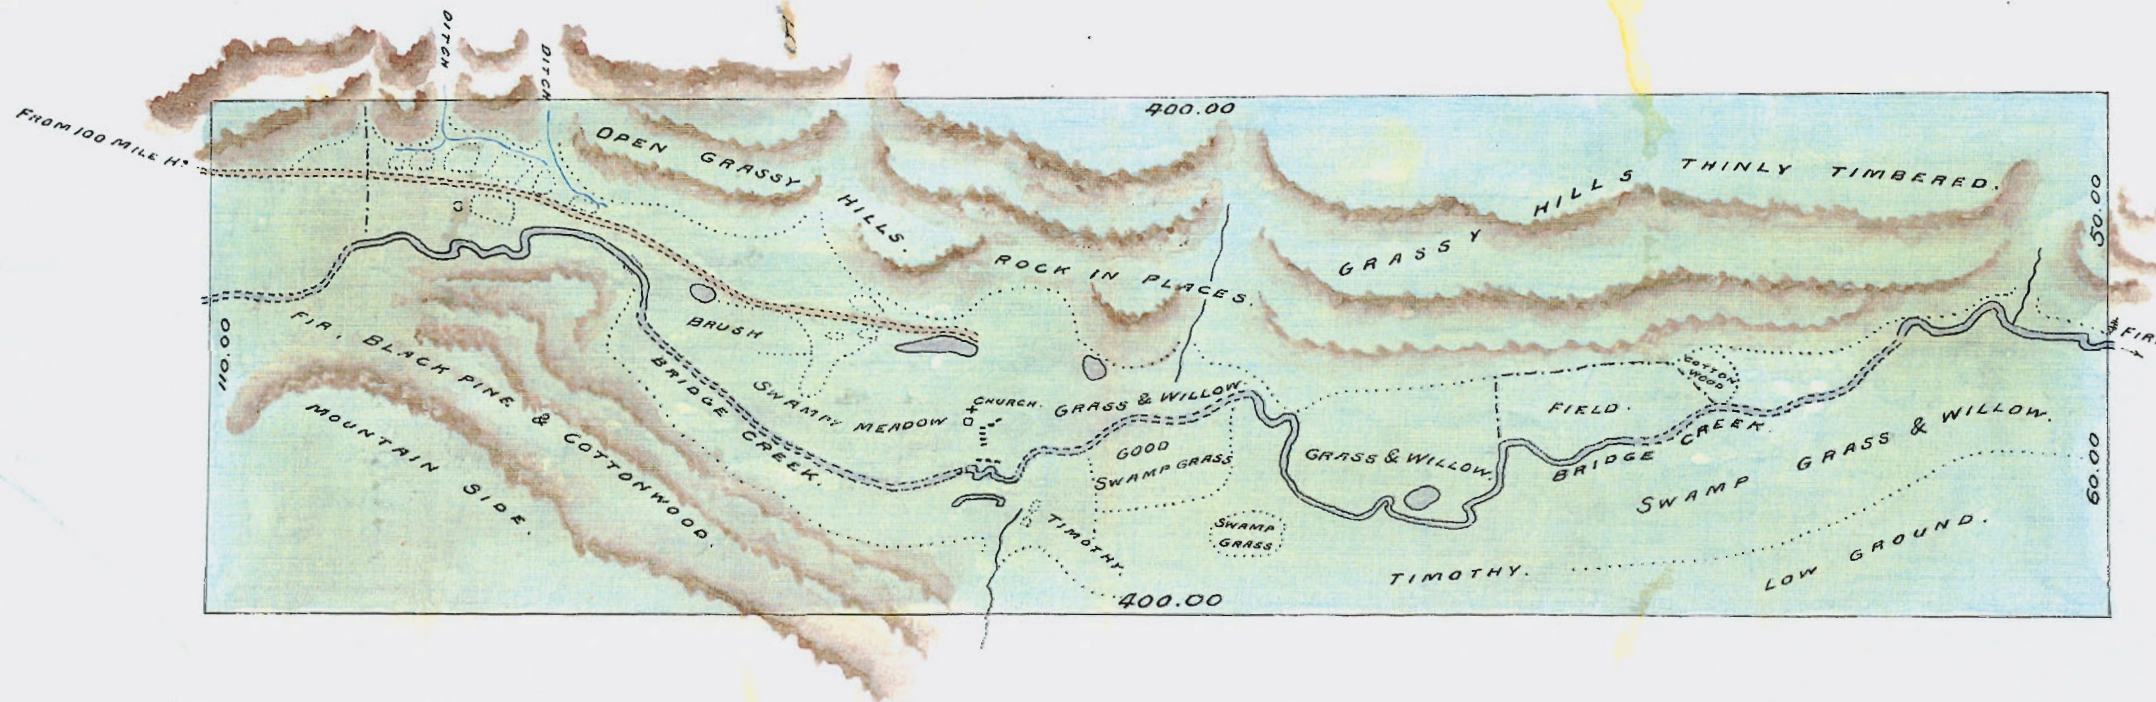 DITCH
DITCH
FROM 100 MILE H.
400.00
OPEN GRASSY HILLS.
ROCK IN PLACES.
GRASSY HILLS THINLY TIMBERED.
50.00
110.00
FIR, BLACK PINE & COTTONWOOD.
MOUNTAIN SIDE.
BRUSH
BRIDGE CREEK.
SWAMPY MEADOW
CHURCH.
GRASS & WILLOW
GOOD
SWAMP GRASS
TIMOTHY.
SWAMP
GRASS
GRASS & WILLOW
FIELD.
COTTON
WOOD
BRIDGE CREEK.
SWAMP GRASS & WILLOW.
TIMOTHY.
LOW GROUND.
60.00
FIR.
400.00